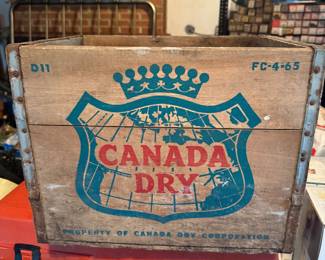 D11 FC-4-65
CANADA
DRY
PROPERTY OF CANADA DRY CORPORATION